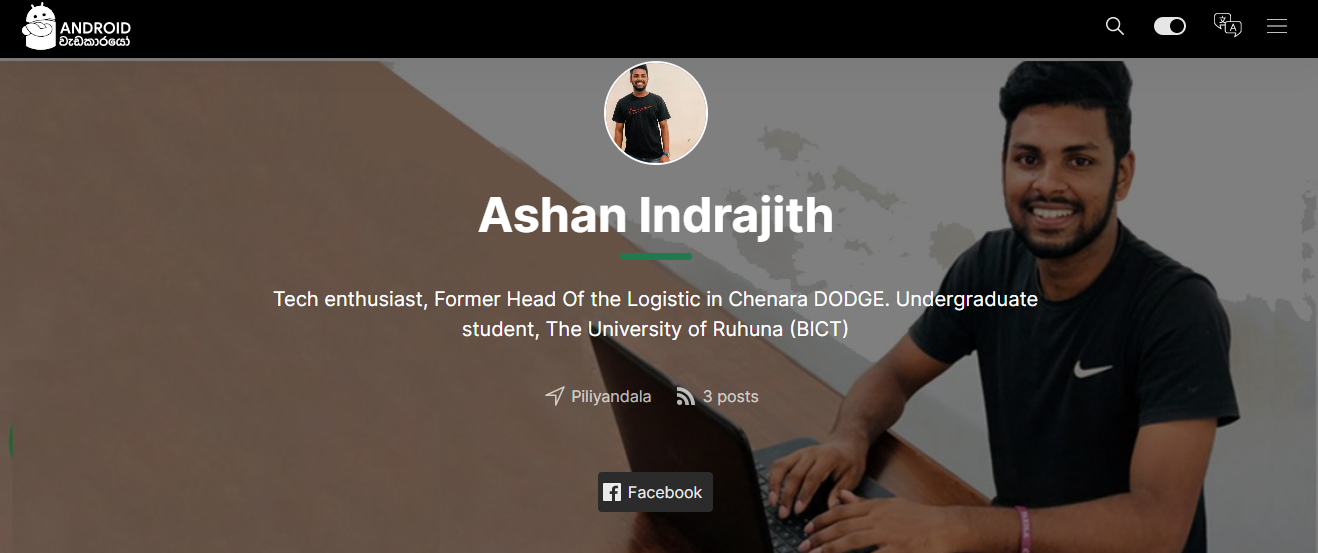 ANDROID
වැඩකාරයෝ
Ashan Indrajith
Tech enthusiast, Former Head Of the Logistic in Chenara DODGE. Undergraduate
student, The University of Ruhuna (BICT)
Piliyandala 3 posts
Facebook